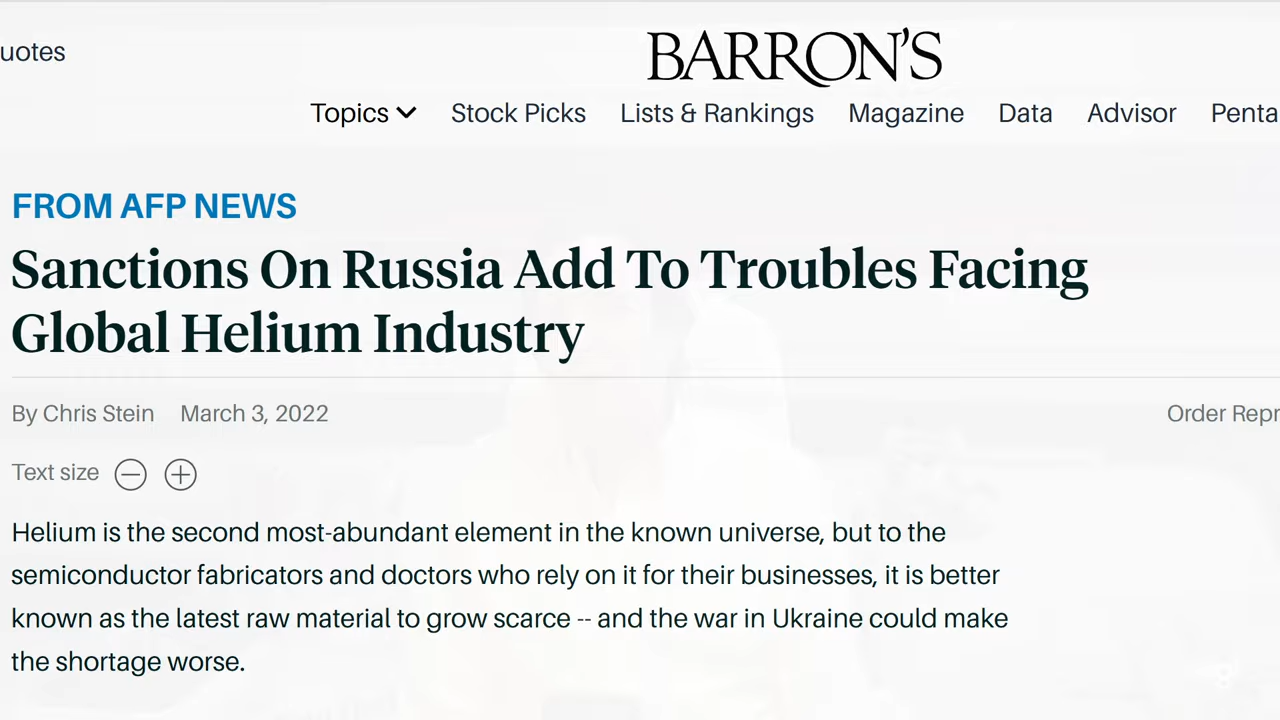 uotes
BARRON'S
Topics
Stock Picks
Lists & Rankings
Magazine
Data
Advisor
Penta
FROM AFP NEWS
Sanctions On Russia Add To Troubles Facing
Global Helium Industry
By Chris Stein March 3, 2022
Order Repr
Text size
Helium is the second most-abundant element in the known universe, but to the
semiconductor fabricators and doctors who rely on it for their businesses, it is better
known as the latest raw material to grow scarce -- and the war in Ukraine could make
the shortage worse.